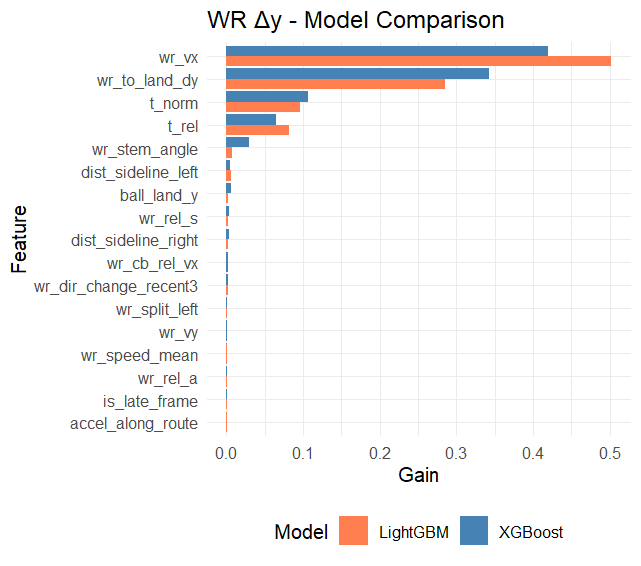 WR Δy - Model Comparison
Feature
wr_vx
wr_to_land_dy
t_norm
t_rel
wr_stem_angle
dist_sideline_left
ball_land_y
wr_rel_s
dist_sideline_right
wr_cb_rel_vx
wr_dir_change_recent3
wr_split_left
wr_vy
wr_speed_mean
wr_rel_a
is_late_frame
accel_along_route
0.0 0.1 0.2 0.3 0.4 0.5
Gain
Model LightGBM XGBoost